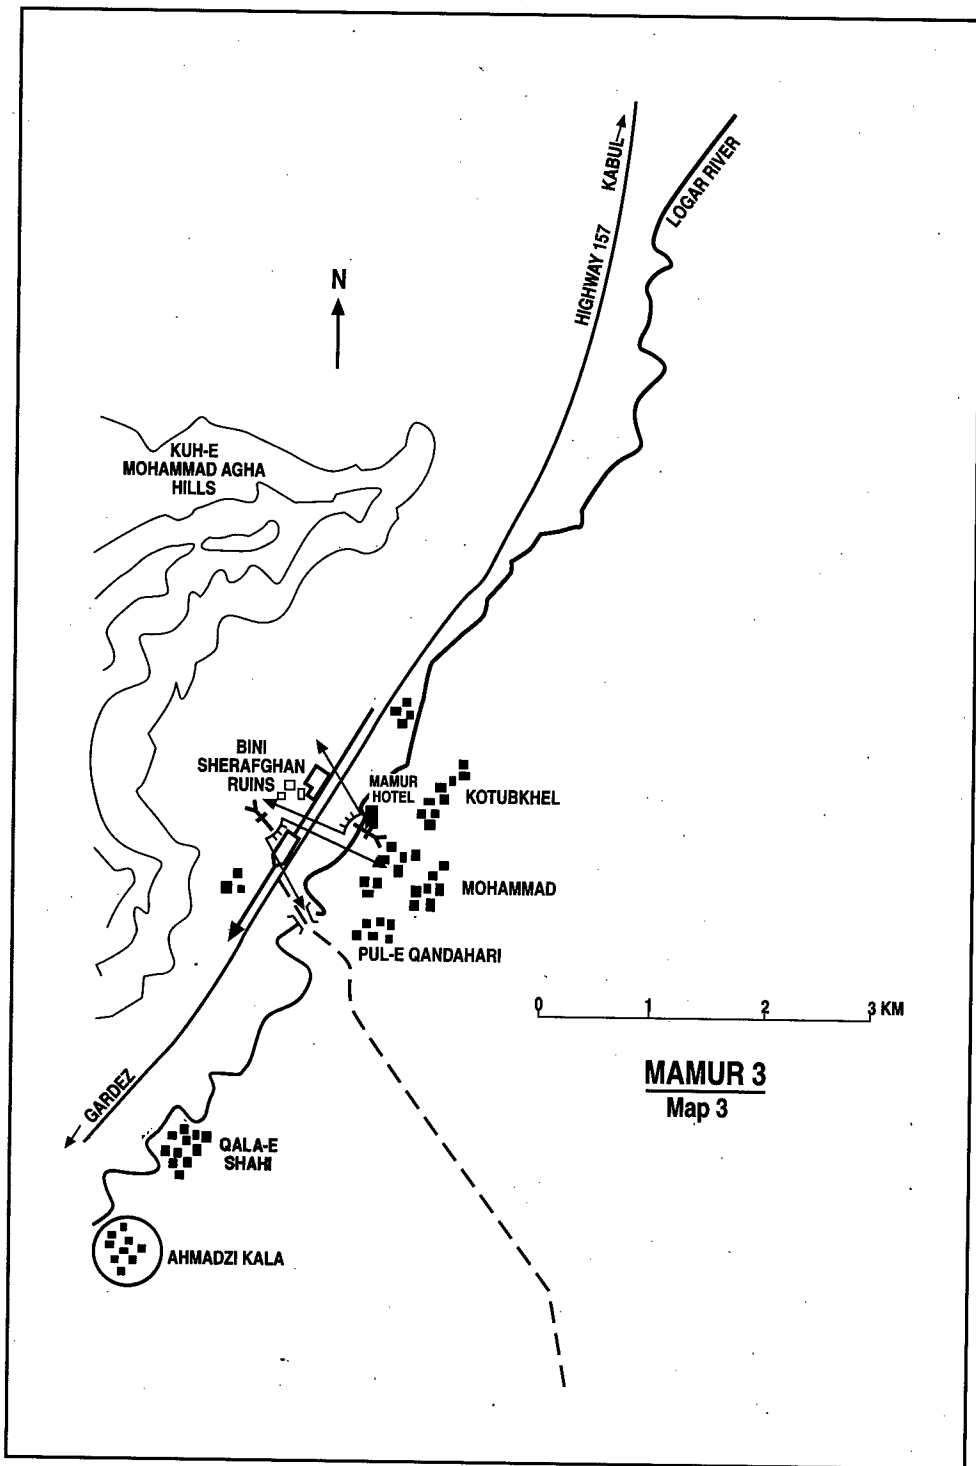 KABUL
LOGAR RIVER
HIGHWAY 157
N
KUH-E
MOHAMMAD AGHA
HILLS
BINI
SHERAFGHAN
RUINS
MAMUR
HOTEL
KOTUBKHEL
MOHAMMAD
PUL-E QANDAHARI
0 1 2 3 KM
MAMUR 3
Map 3
GARDEZ
QALA-E
SHAHI
AHMADZI KALA